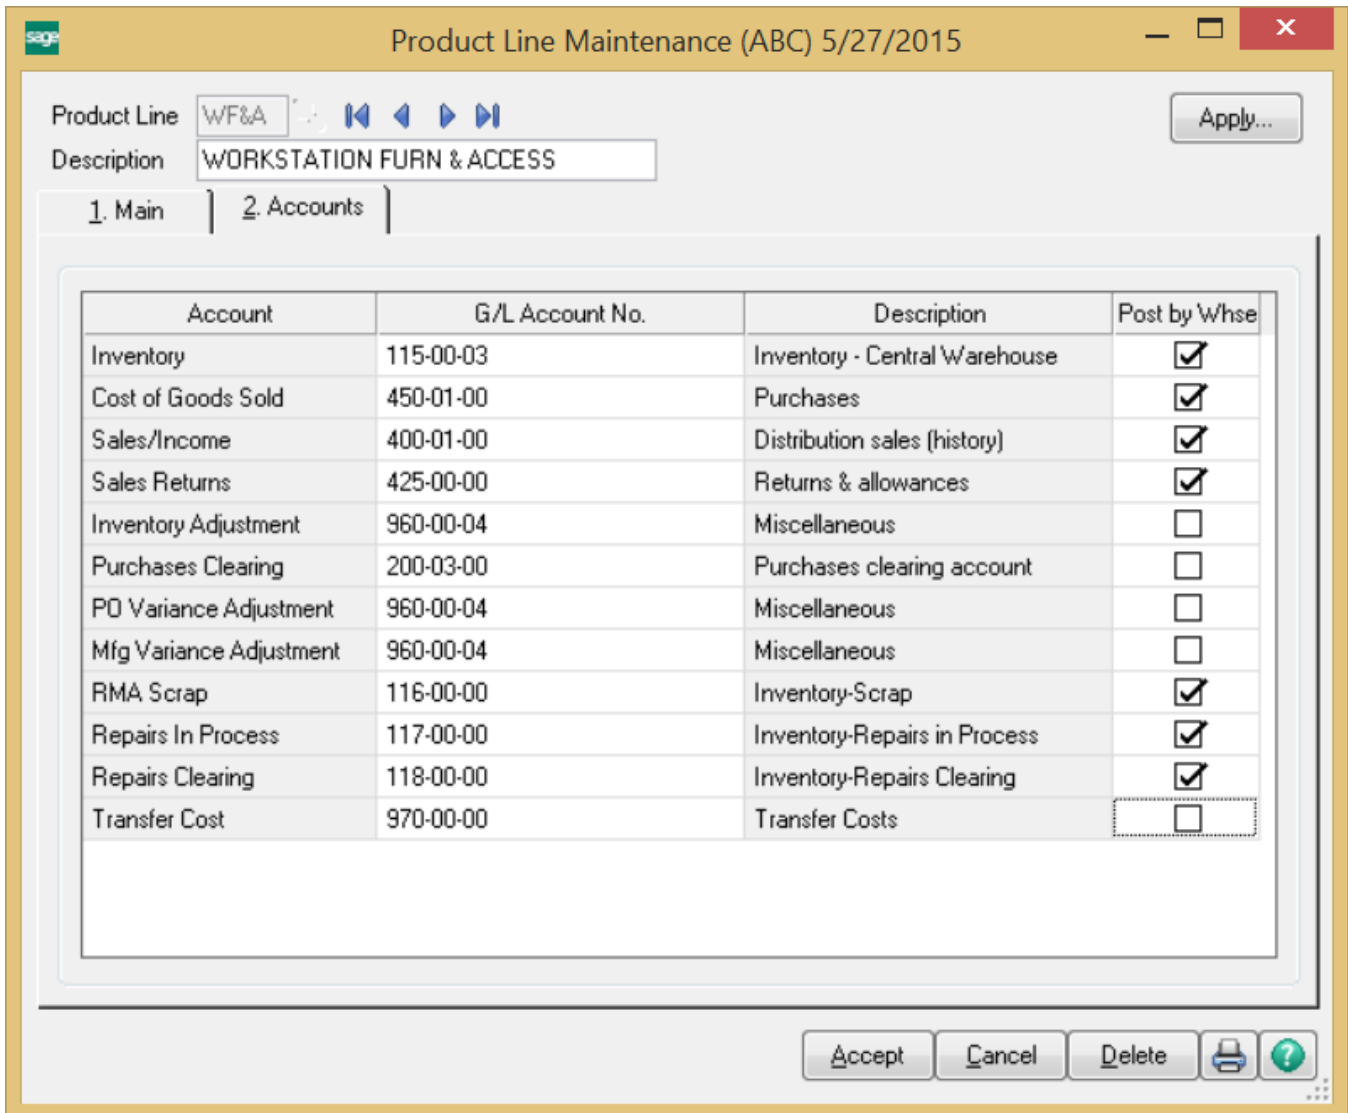 sage
Product Line Maintenance (ABC) 5/27/2015
Product Line WF&A
Apply...
Description WORKSTATION FURN & ACCESS
1. Main 2. Accounts
Account G/L Account No. Description Post by Whse
Inventory 115-00-03 Inventory - Central Warehouse
Cost of Goods Sold 450-01-00 Purchases
Sales/Income 400-01-00 Distribution sales (history)
Sales Returns 425-00-00 Returns & allowances
Inventory Adjustment 960-00-04 Miscellaneous
Purchases Clearing 200-03-00 Purchases clearing account
PO Variance Adjustment 960-00-04 Miscellaneous
Mfg Variance Adjustment 960-00-04 Miscellaneous
RMA Scrap 116-00-00 Inventory-Scrap
Repairs In Process 117-00-00 Inventory-Repairs in Process
Repairs Clearing 118-00-00 Inventory-Repairs Clearing
Transfer Cost 970-00-00 Transfer Costs
Accept Cancel Delete ?